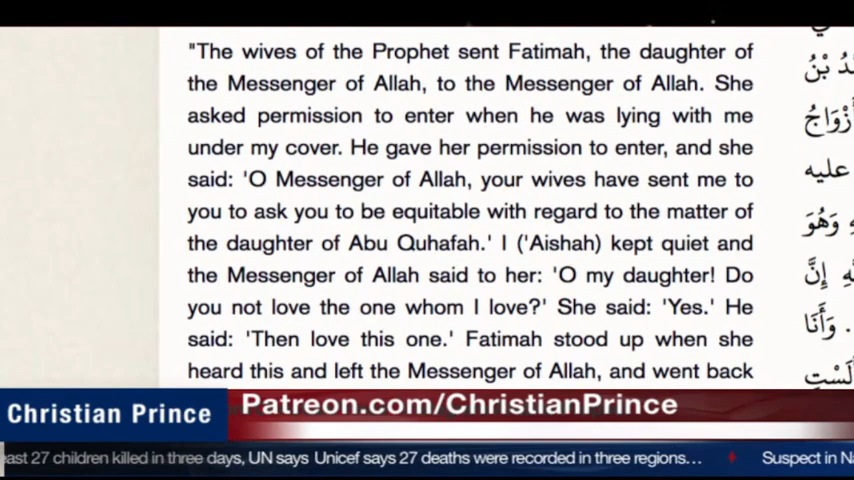 "The wives of the Prophet sent Fatimah, the daughter of
the Messenger of Allah, to the Messenger of Allah. She
asked permission to enter when he was lying with me
under my cover. He gave her permission to enter, and she
said: 'O Messenger of Allah, your wives have sent me to
you to ask you to be equitable with regard to the matter of
the daughter of Abu Quhafah.' I ('Aishah) kept quiet and
the Messenger of Allah said to her: 'O my daughter! Do
you not love the one whom I love?' She said: 'Yes.' He
said: 'Then love this one.' Fatimah stood up when she
heard this and left the Messenger of Allah, and went back
عليه
إِنَّ
وَأَنَا
Christian Prince
Patreon.com/ChristianPrince
east 27 children killed in three days, UN says Unicef says 27 deaths were recorded in three regions...
Suspect in Na